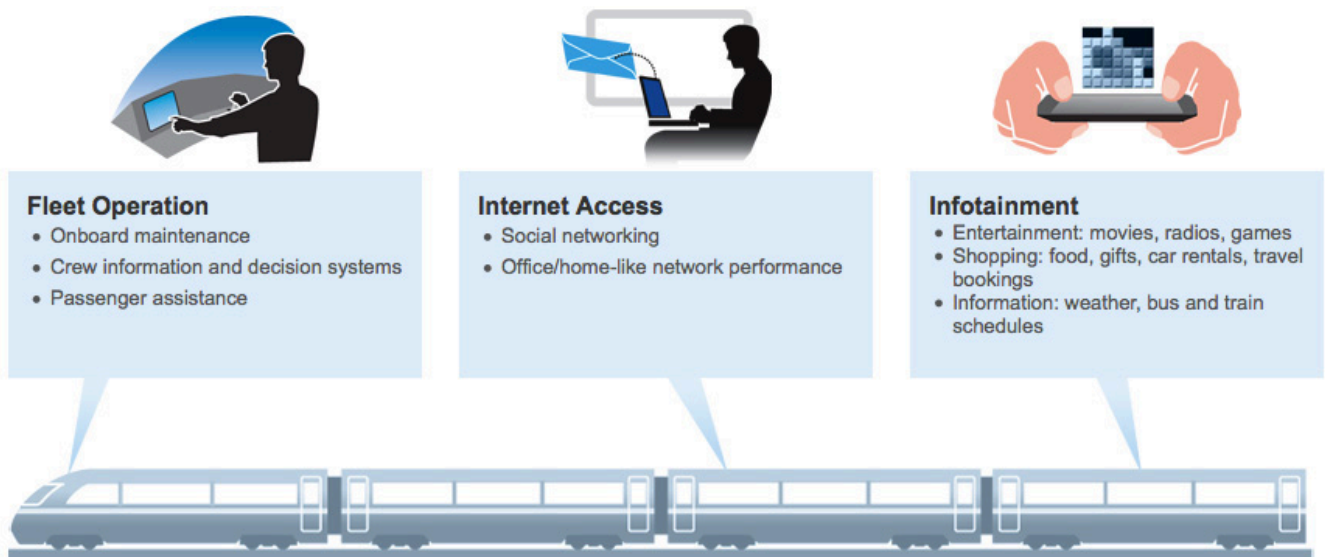 Fleet Operation
• Onboard maintenance
• Crew information and decision systems
• Passenger assistance
Internet Access
• Social networking
• Office/home-like network performance
Infotainment
• Entertainment: movies, radios, games
• Shopping: food, gifts, car rentals, travel
bookings
• Information: weather, bus and train
schedules